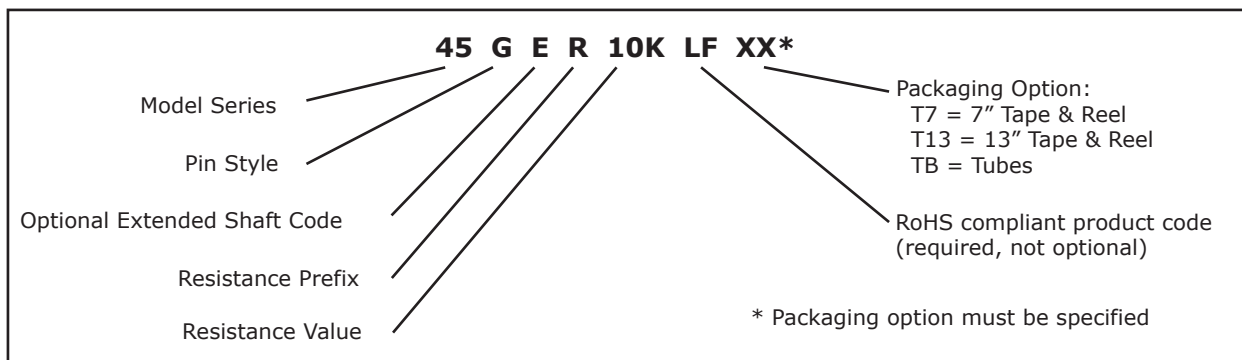 45 G E R 10K LF XX*
Model Series
Pin Style
Optional Extended Shaft Code
Resistance Prefix
Resistance Value
Packaging Option:
T7 = 7” Tape & Reel
T13 = 13” Tape & Reel
TB = Tubes
RoHS compliant product code
(required, not optional)
* Packaging option must be specified